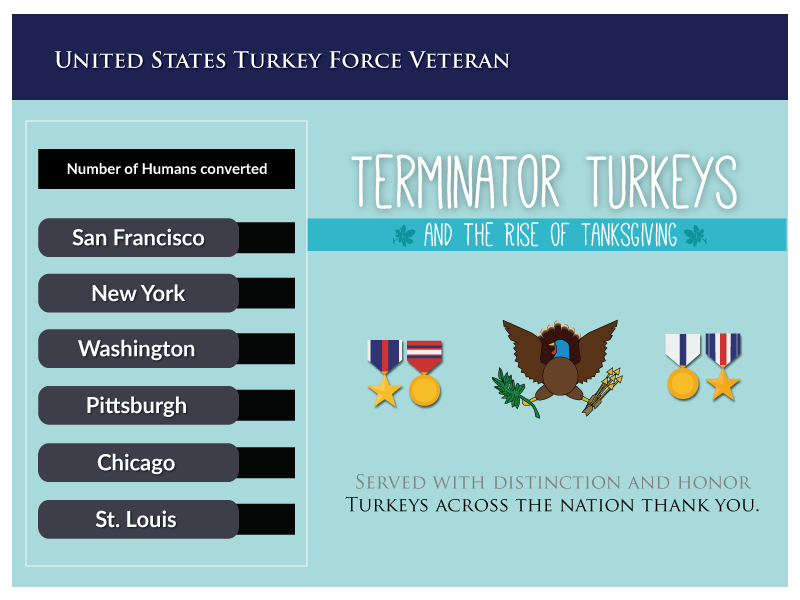 United States Turkey Force Veteran
Number of Humans converted
San Francisco
New York
Washington
Pittsburgh
Chicago
St. Louis
TERMINATOR TURKEYS
AND THE RISE OF TANKSGIVING
Served with distinction and honor
Turkeys across the nation thank you.